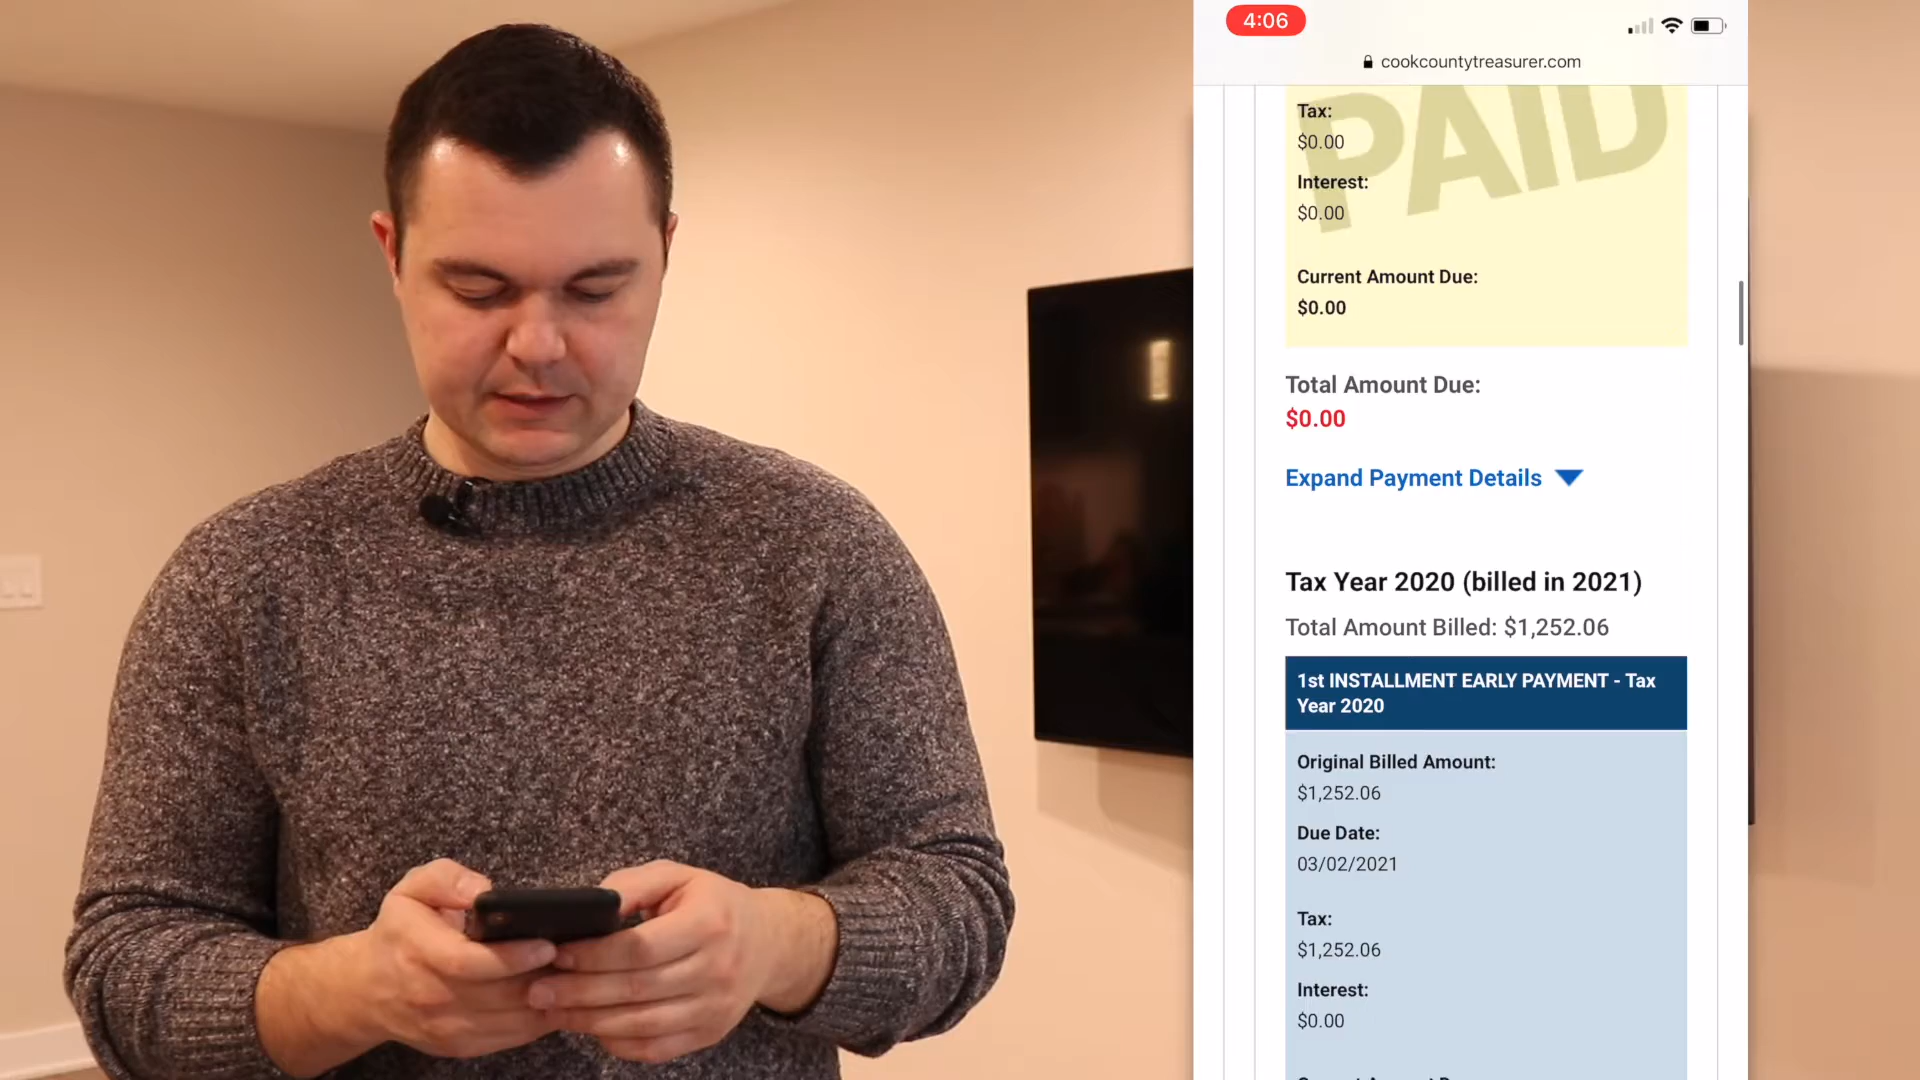 4:06
cookcountytreasurer.com
PAID
Tax:
$0.00
Interest:
$0.00
Current Amount Due:
$0.00
Total Amount Due:
$0.00
Expand Payment Details
Tax Year 2020 (billed in 2021)
Total Amount Billed: $1,252.06
1st INSTALLMENT EARLY PAYMENT - Tax
Year 2020
Original Billed Amount:
$1,252.06
Due Date:
03/02/2021
Tax:
$1,252.06
Interest:
$0.00